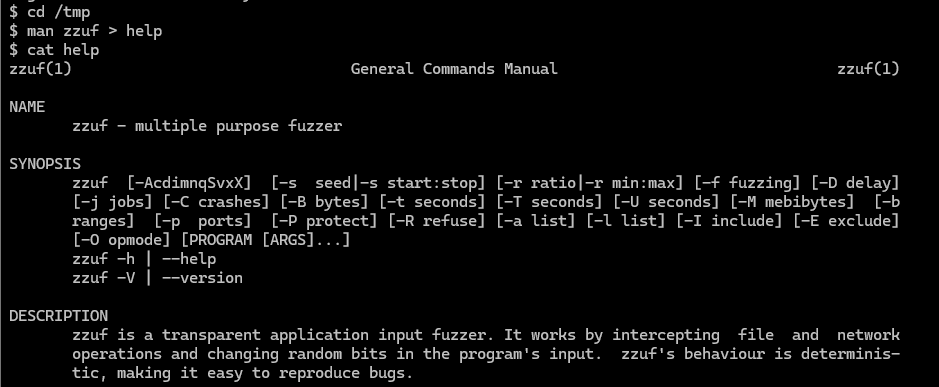 $ cd /tmp
$ man zzuf > help
$ cat help
zzuf(1)                        General Commands Manual                        zzuf(1)
NAME
zzuf - multiple purpose fuzzer
SYNOPSIS
zzuf  [-AcdimnqSvxX]  [-s  seed|-s start:stop] [-r ratio|-r min:max] [-f fuzzing] [-D delay]
[-j jobs] [-C crashes] [-B bytes] [-t seconds] [-T seconds] [-U seconds] [-M mebibytes]  [-b
ranges]  [-p  ports]  [-P protect] [-R refuse] [-a list] [-l list] [-I include] [-E exclude]
[-O opmode] [PROGRAM [ARGS]...]
zzuf -h | --help
zzuf -V | --version
DESCRIPTION
zzuf is a transparent application input fuzzer. It works by intercepting  file  and  network
operations and changing random bits in the program's input.  zzuf's behaviour is determinis-
tic, making it easy to reproduce bugs.